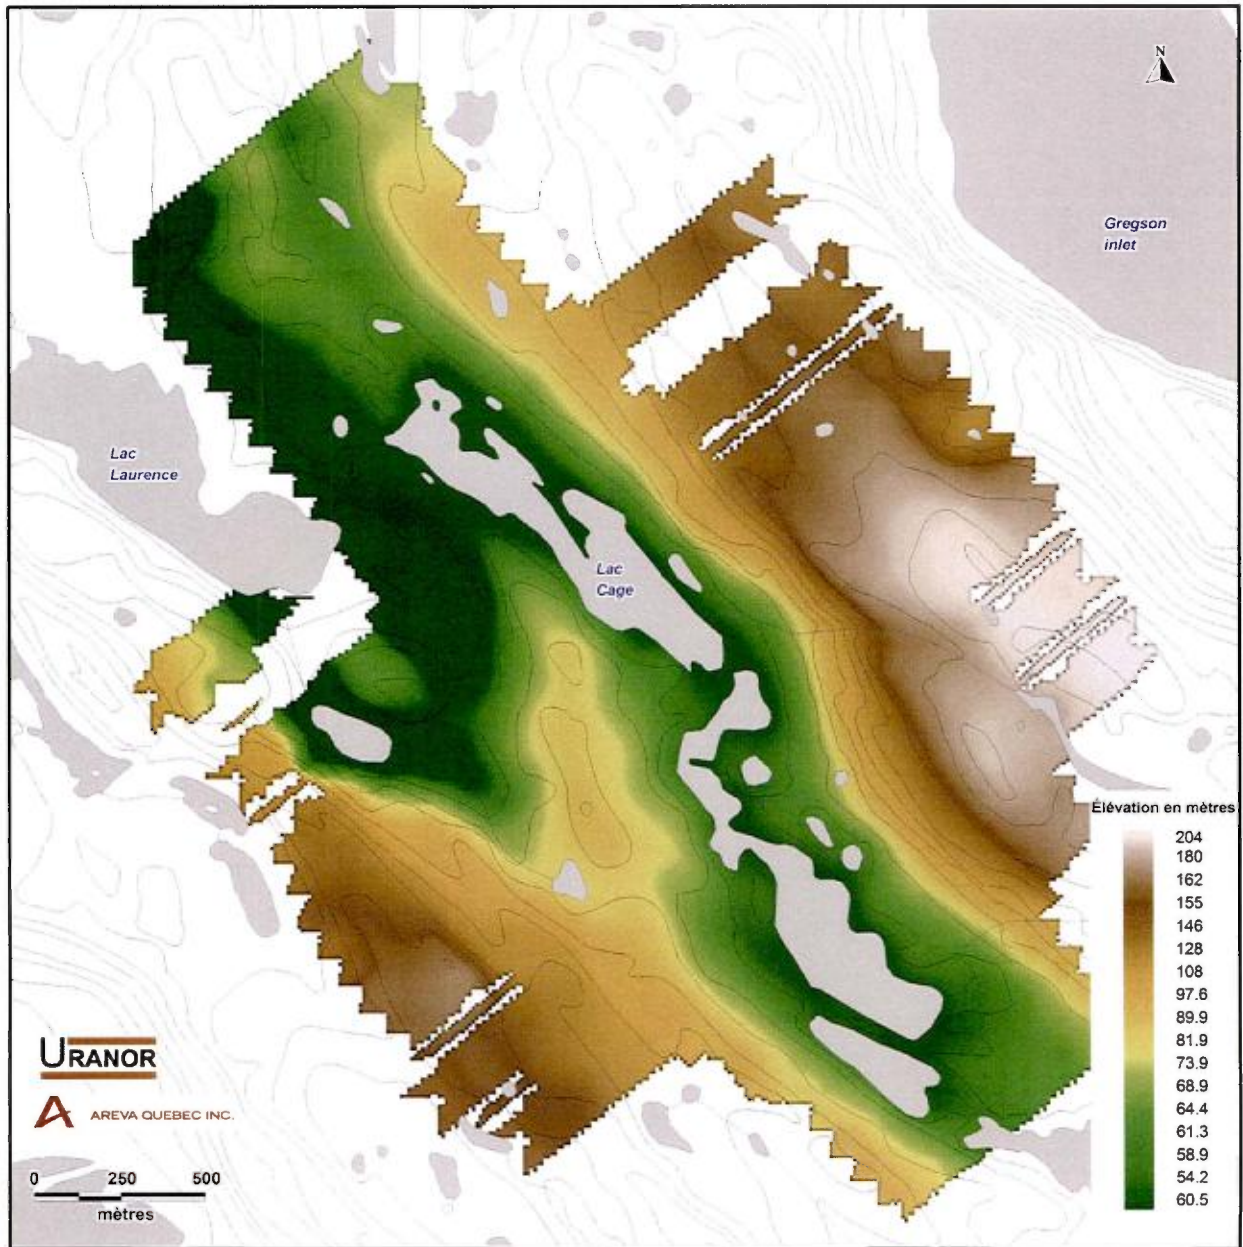 N
Gregson
inlet
Lac
Laurence
Lac
Cage
Élévation en mètres
204
180
162
155
146
128
108
97.6
89.9
81.9
73.9
68.9
64.4
61.3
58.9
54.2
60.5
URANOR
AREVA QUEBEC INC.
0 250 500
mètres